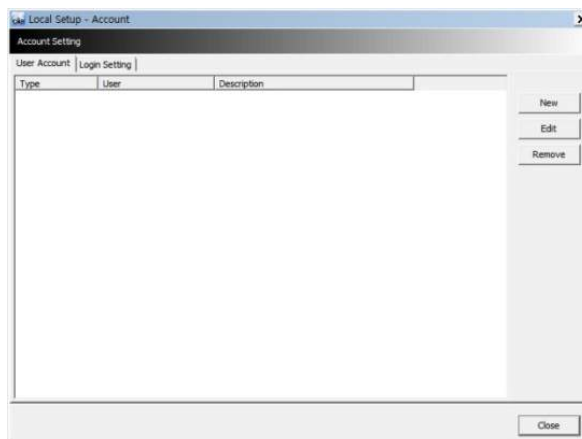 Local Setup - Account
Account Setting
User Account Login Setting
Type User Description
New
Edit
Remove
Close